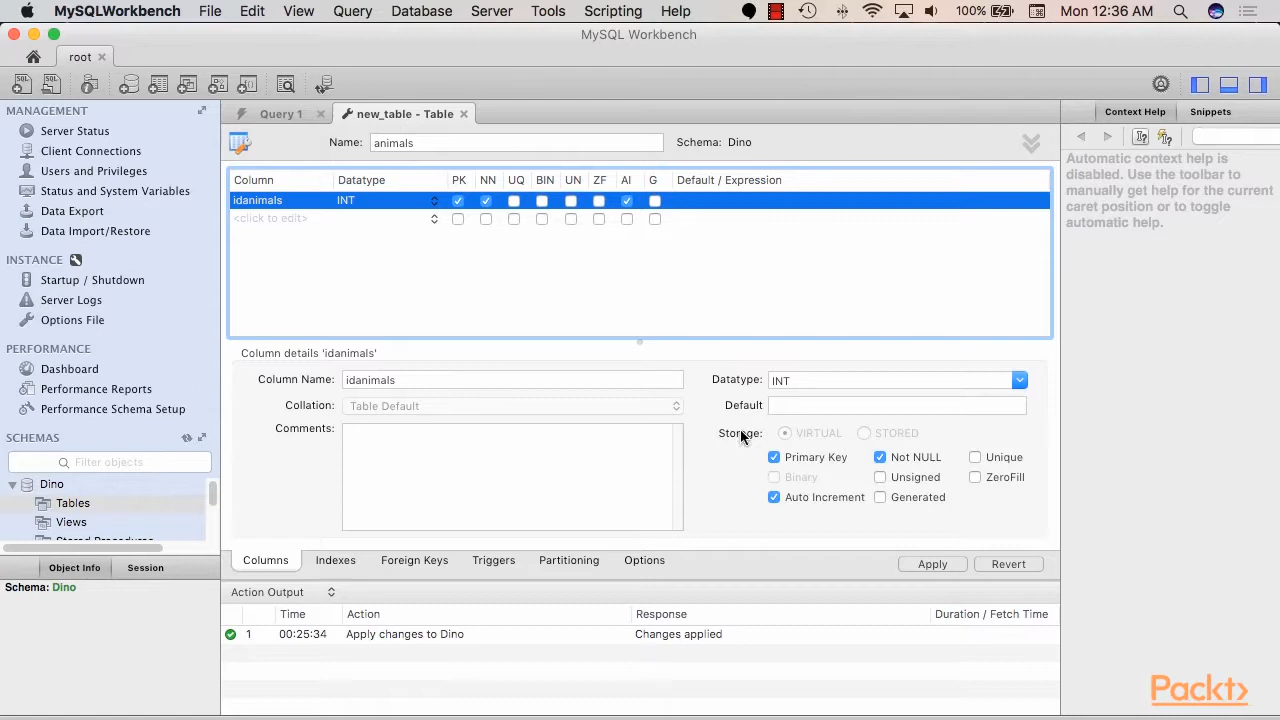 MySQLWorkbench File Edit View Query Database Server Tools Scripting Help 100% Mon 12:36 AM
MySQL Workbench
root
MANAGEMENT
Server Status
Client Connections
Users and Privileges
Status and System Variables
Data Export
Data Import/Restore
INSTANCE
Startup / Shutdown
Server Logs
Options File
PERFORMANCE
Dashboard
Performance Reports
Performance Schema Setup
SCHEMAS
Filter objects
Dino
Tables
Views
Stored Procedures
Object Info Session
Schema: Dino
Query 1 new_table - Table
Name: animals Schema: Dino
Column Datatype PK NN UQ BIN UN ZF AI G Default / Expression
idanimals INT
<click to edit>
Column details 'idanimals'
Column Name: idanimals Datatype: INT
Collation: Table Default Default
Comments: Storage: VIRTUAL STORED
Primary Key Not NULL Unique
Binary Unsigned ZeroFill
Auto Increment Generated
Columns Indexes Foreign Keys Triggers Partitioning Options Apply Revert
Action Output
Time Action Response Duration / Fetch Time
1 00:25:34 Apply changes to Dino Changes applied
Context Help Snippets
Automatic context help is
disabled. Use the toolbar to
manually get help for the current
caret position or to toggle
automatic help.
Packt>